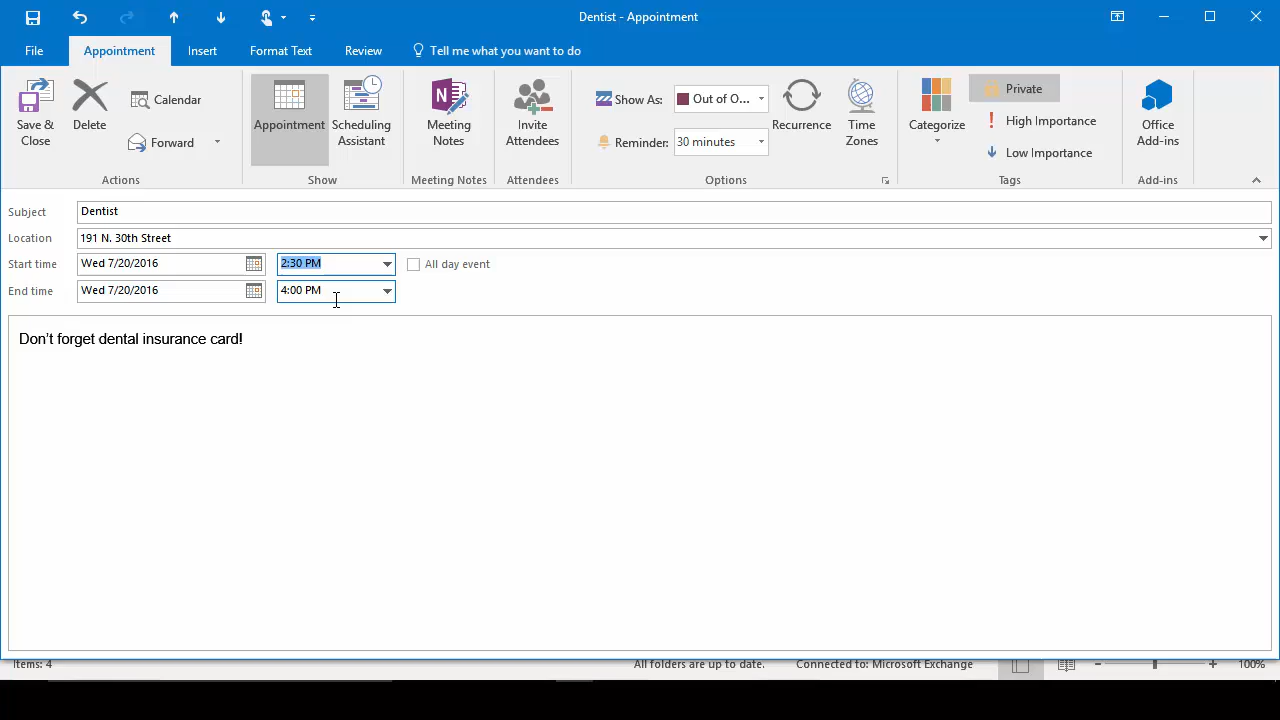 Dentist - Appointment
File Appointment Insert Format Text Review Tell me what you want to do
Save & Close
Delete
Calendar
Forward
Actions
Appointment
Scheduling Assistant
Show
Meeting Notes
Meeting Notes
Invite Attendees
Attendees
Show As: Out of O...
Reminder: 30 minutes
Recurrence
Time Zones
Options
Categorize
Private
High Importance
Low Importance
Tags
Office Add-ins
Add-ins
Subject Dentist
Location 191 N. 30th Street
Start time Wed 7/20/2016 2:30 PM All day event
End time Wed 7/20/2016 4:00 PM
Don't forget dental insurance card!
Items: 4 All folders are up to date. Connected to: Microsoft Exchange 100%